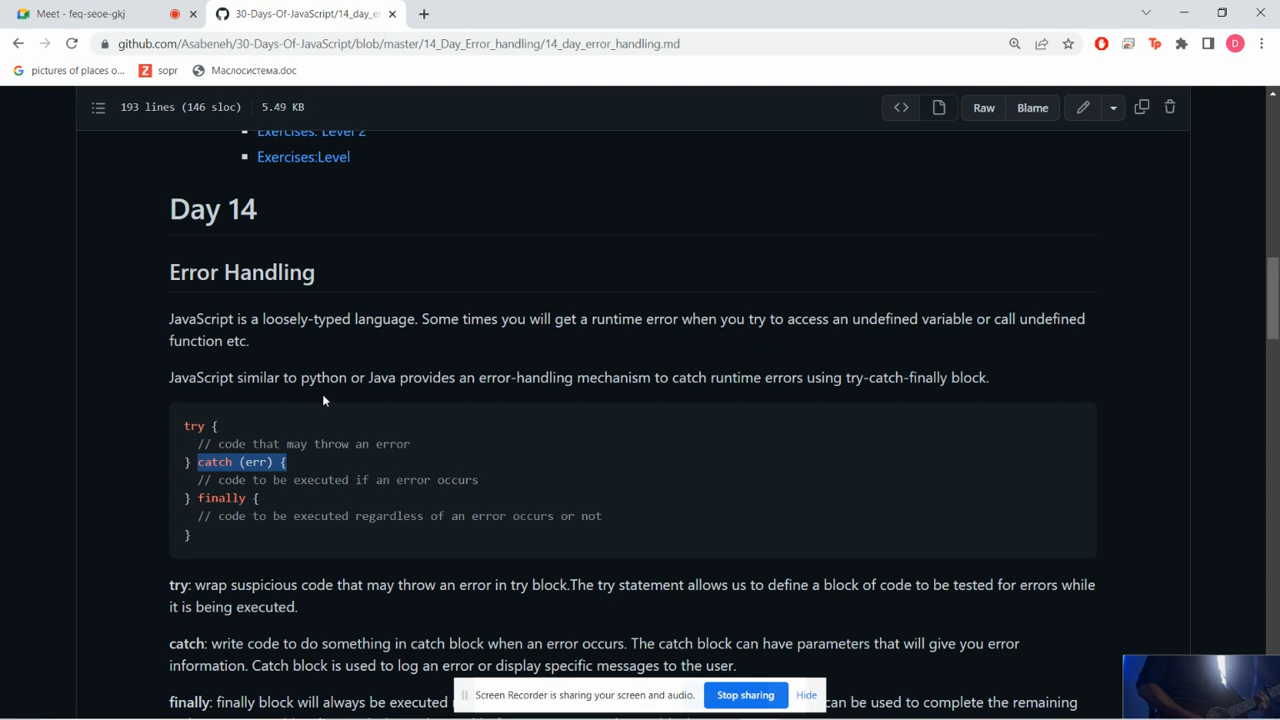 Meet - feq-seoe-gkj
30-Days-Of-JavaScript/14_day_e
github.com/Asabeneh/30-Days-Of-JavaScript/blob/master/14_Day_Error_handling/14_day_error_handling.md
Tp
D
pictures of places o...
Z sopr
Маслосистема.doc
193 lines (146 sloc) 5.49 KB
Raw
Blame
Exercises: Level 2
Exercises:Level
Day 14
Error Handling
JavaScript is a loosely-typed language. Some times you will get a runtime error when you try to access an undefined variable or call undefined
function etc.
JavaScript similar to python or Java provides an error-handling mechanism to catch runtime errors using try-catch-finally block.
try {
// code that may throw an error
} catch (err) {
// code to be executed if an error occurs
} finally {
// code to be executed regardless of an error occurs or not
}
try: wrap suspicious code that may throw an error in try block.The try statement allows us to define a block of code to be tested for errors while
it is being executed.
catch: write code to do something in catch block when an error occurs. The catch block can have parameters that will give you error
information. Catch block is used to log an error or display specific messages to the user.
finally: finally block will always be executed
can be used to complete the remaining
Screen Recorder is sharing your screen and audio.
Stop sharing
Hide